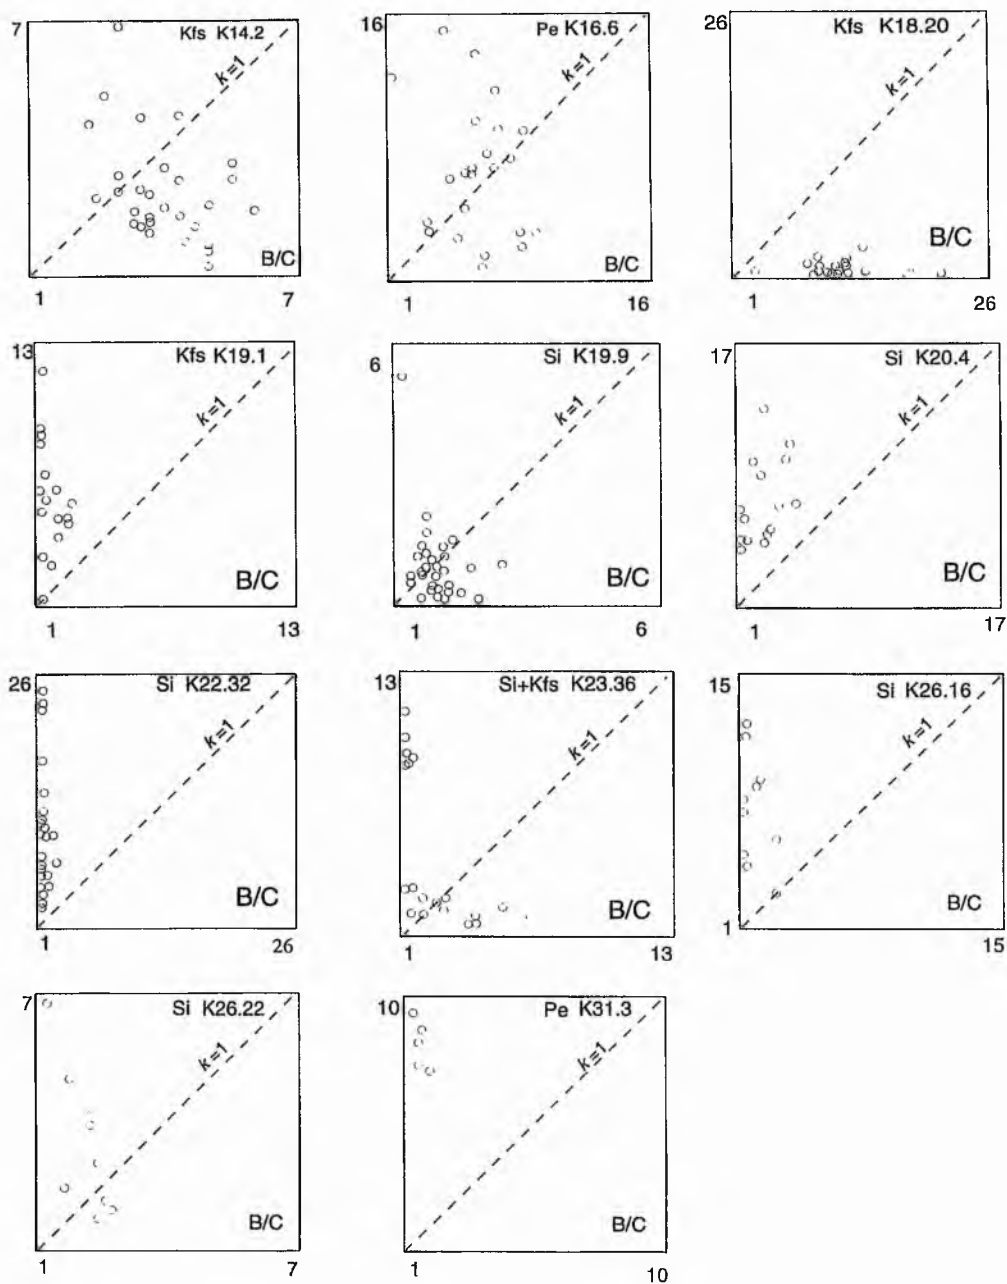 7
Kfs K14.2
k=1
B/C
1
7
16
Pe K16.6
k=1
B/C
1
16
26
Kfs K18.20
k=1
B/C
1
26
13
Kfs K19.1
k=1
B/C
1
13
6
Si K19.9
k=1
B/C
1
6
17
Si K20.4
k=1
B/C
1
17
26
Si K22.32
k=1
B/C
1
26
13
Si+Kfs K23.36
k=1
B/C
1
13
15
Si K26.16
k=1
B/C
1
1
15
7
Si K26.22
k=1
B/C
1
7
10
Pe K31.3
k=1
B/C
1
10